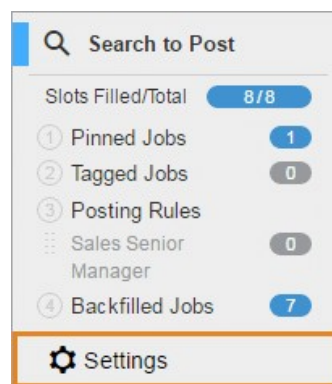 Search to Post
Slots Filled/Total 8/8
1 Pinned Jobs 1
2 Tagged Jobs 0
3 Posting Rules
Sales Senior 0
Manager
4 Backfilled Jobs 7
Settings